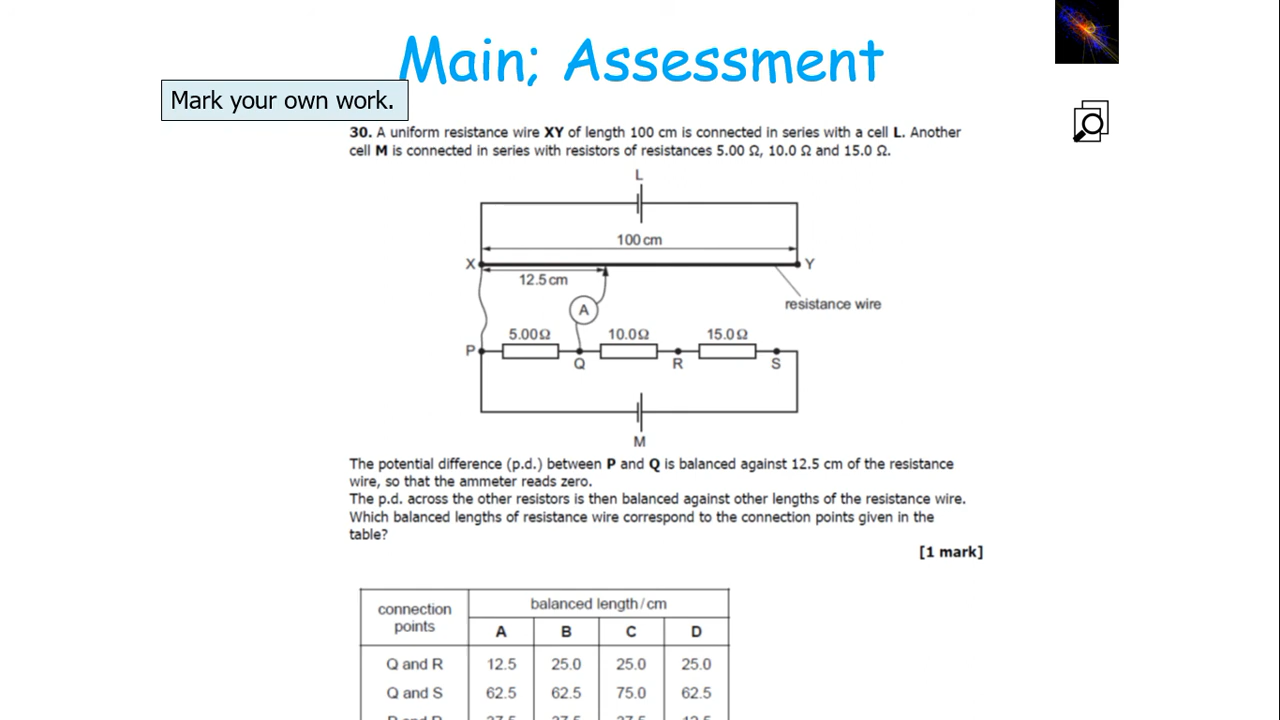 Main; Assessment
Mark your own work.
30. A uniform resistance wire XY of length 100 cm is connected in series with a cell L. Another
cell M is connected in series with resistors of resistances 5.00 Ω, 10.0 Ω and 15.0 Ω.
L
100 cm
X
Y
12.5 cm
A
resistance wire
5.00Ω 10.0Ω 15.0Ω
P
Q R S
M
The potential difference (p.d.) between P and Q is balanced against 12.5 cm of the resistance
wire, so that the ammeter reads zero.
The p.d. across the other resistors is then balanced against other lengths of the resistance wire.
Which balanced lengths of resistance wire correspond to the connection points given in the
table?
[1 mark]
connection
points
balanced length/cm
A B C D
Q and R 12.5 25.0 25.0 25.0
Q and S 62.5 62.5 75.0 62.5